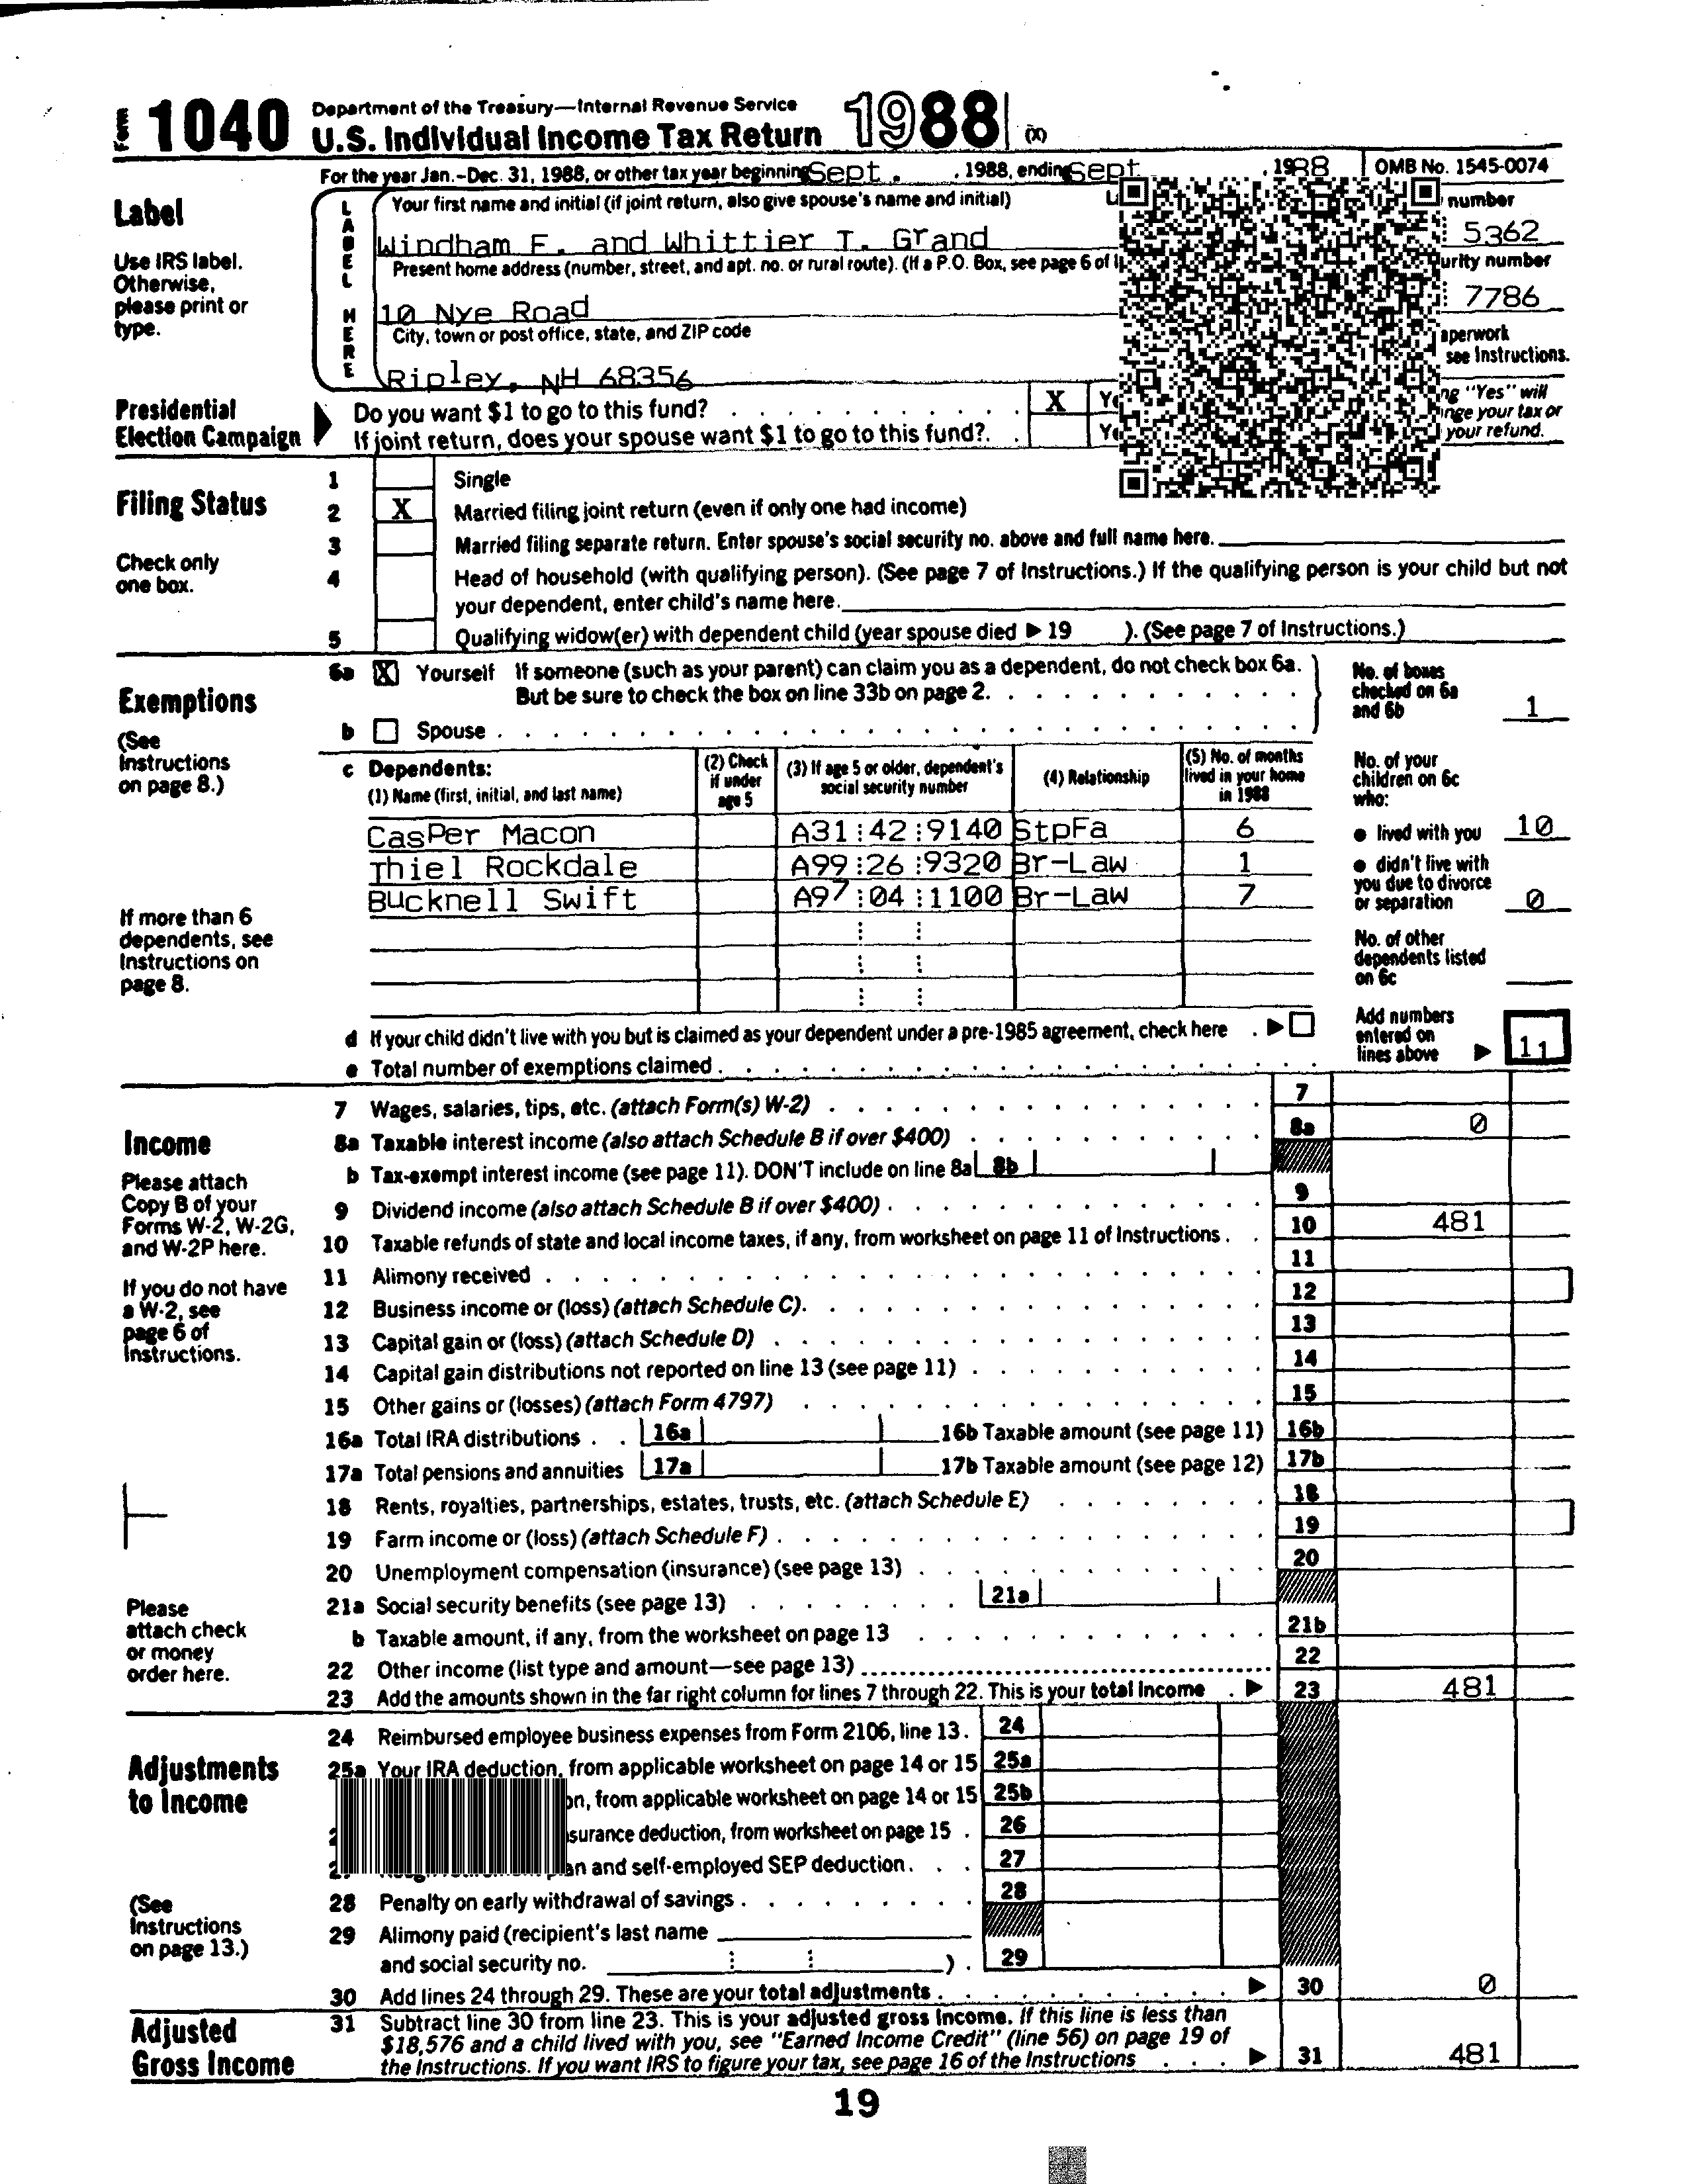 Form 1040 Department of the Treasury—Internal Revenue Service
U.S. Individual Income Tax Return 1988 (X)
For the year Jan.-Dec. 31, 1988, or other tax year beginning Sept. , 1988, ending Sept , 1988 OMB No. 1545-0074
Label
Use IRS label.
Otherwise,
please print or
type.
LABEL HERE
Your first name and initial (if joint return, also give spouse's name and initial)
number
Windham F. and Whittier T. Grand
5362
Present home address (number, street, and apt. no. or rural route). (If a P.O. Box, see page 6 of
urity number
10 Nye Road
7786
City, town or post office, state, and ZIP code
aperwork
see Instructions.
Ripley, NH 68356
Presidential
Election Campaign
Do you want $1 to go to this fund? X
If joint return, does your spouse want $1 to go to this fund?
ng "Yes" will
nge your tax or
your refund.
Filing Status
Check only
one box.
1 Single
2 X Married filing joint return (even if only one had income)
3 Married filing separate return. Enter spouse's social security no. above and full name here.
4 Head of household (with qualifying person). (See page 7 of Instructions.) If the qualifying person is your child but not
your dependent, enter child's name here.
5 Qualifying widow(er) with dependent child (year spouse died ▶ 19 ). (See page 7 of Instructions.)
Exemptions
(See
Instructions
on page 8.)
6a X Yourself If someone (such as your parent) can claim you as a dependent, do not check box 6a.
But be sure to check the box on line 33b on page 2.
b Spouse
No. of boxes
checked on 6a
and 6b 1
c Dependents:
(1) Name (first, initial, and last name)
(2) Check
if under
age 5
(3) If age 5 or older, dependent's
social security number
(4) Relationship
(5) No. of months
lived in your home
in 1988
CasPer Macon A31:42:9140 StpFa 6
Thiel Rockdale A99:26:9320 Br-Law 1
Bucknell Swift A97:04:1100 Br-Law 7
No. of your
children on 6c
who:
● lived with you 10
● didn't live with
you due to divorce
or separation 0
No. of other
dependents listed
on 6c
If more than 6
dependents, see
Instructions on
page 8.
d If your child didn't live with you but is claimed as your dependent under a pre-1985 agreement, check here ▶
e Total number of exemptions claimed
Add numbers
entered on
lines above ▶ 11
Income
Please attach
Copy B of your
Forms W-2, W-2G,
and W-2P here.
If you do not have
a W-2, see
page 6 of
Instructions.
Please
attach check
or money
order here.
7 Wages, salaries, tips, etc. (attach Form(s) W-2) 7
8a Taxable interest income (also attach Schedule B if over $400) 8a 0
b Tax-exempt interest income (see page 11). DON'T include on line 8a 8b
9 Dividend income (also attach Schedule B if over $400) 9
10 Taxable refunds of state and local income taxes, if any, from worksheet on page 11 of Instructions 10 481
11 Alimony received 11
12 Business income or (loss) (attach Schedule C) 12
13 Capital gain or (loss) (attach Schedule D) 13
14 Capital gain distributions not reported on line 13 (see page 11) 14
15 Other gains or (losses) (attach Form 4797) 15
16a Total IRA distributions 16a 16b Taxable amount (see page 11) 16b
17a Total pensions and annuities 17a 17b Taxable amount (see page 12) 17b
18 Rents, royalties, partnerships, estates, trusts, etc. (attach Schedule E) 18
19 Farm income or (loss) (attach Schedule F) 19
20 Unemployment compensation (insurance) (see page 13) 20
21a Social security benefits (see page 13) 21a
b Taxable amount, if any, from the worksheet on page 13 21b
22 Other income (list type and amount—see page 13) 22
23 Add the amounts shown in the far right column for lines 7 through 22. This is your total income ▶ 23 481
Adjustments
to Income
(See
Instructions
on page 13.)
24 Reimbursed employee business expenses from Form 2106, line 13. 24
25a Your IRA deduction, from applicable worksheet on page 14 or 15 25a
on, from applicable worksheet on page 14 or 15 25b
surance deduction, from worksheet on page 15 26
an and self-employed SEP deduction. 27
28 Penalty on early withdrawal of savings 28
29 Alimony paid (recipient's last name
and social security no. ) 29
30 Add lines 24 through 29. These are your total adjustments ▶ 30 0
Adjusted
Gross Income
31 Subtract line 30 from line 23. This is your adjusted gross income. If this line is less than
$18,576 and a child lived with you, see "Earned Income Credit" (line 56) on page 19 of
the Instructions. If you want IRS to figure your tax, see page 16 of the Instructions ▶ 31 481
19